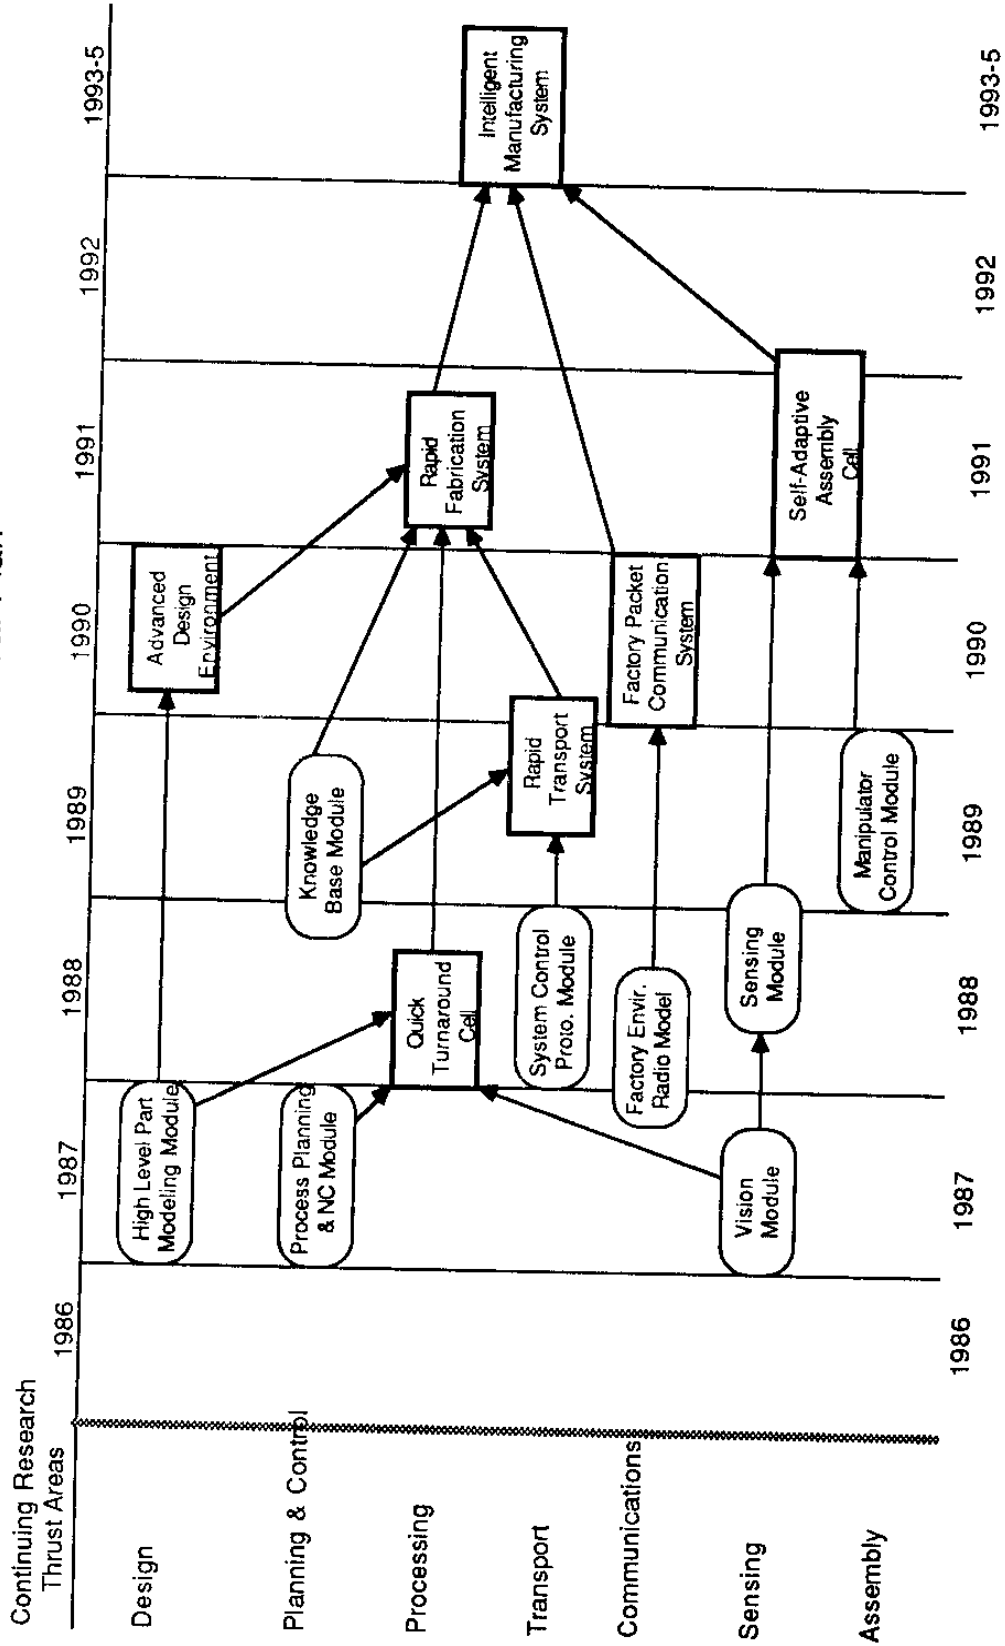 Continuing Research
Thrust Areas
1986
1987
1988
1989
1990
1991
1992
1993-5
Design
High Level Part
Modeling Module
Advanced
Design
Environment
Planning & Control
Process Planning
& NC Module
Knowledge
Base Module
Processing
Quick
Turnaround
Cell
Rapid
Fabrication
System
Intelligent
Manufacturing
System
Transport
System Control
Proto. Module
Rapid
Transport
System
Communications
Factory Envir.
Radio Model
Factory Packet
Communication
System
Sensing
Vision
Module
Sensing
Module
Self-Adaptive
Assembly
Cell
Assembly
Manipulator
Control Module
1986
1987
1988
1989
1990
1991
1992
1993-5